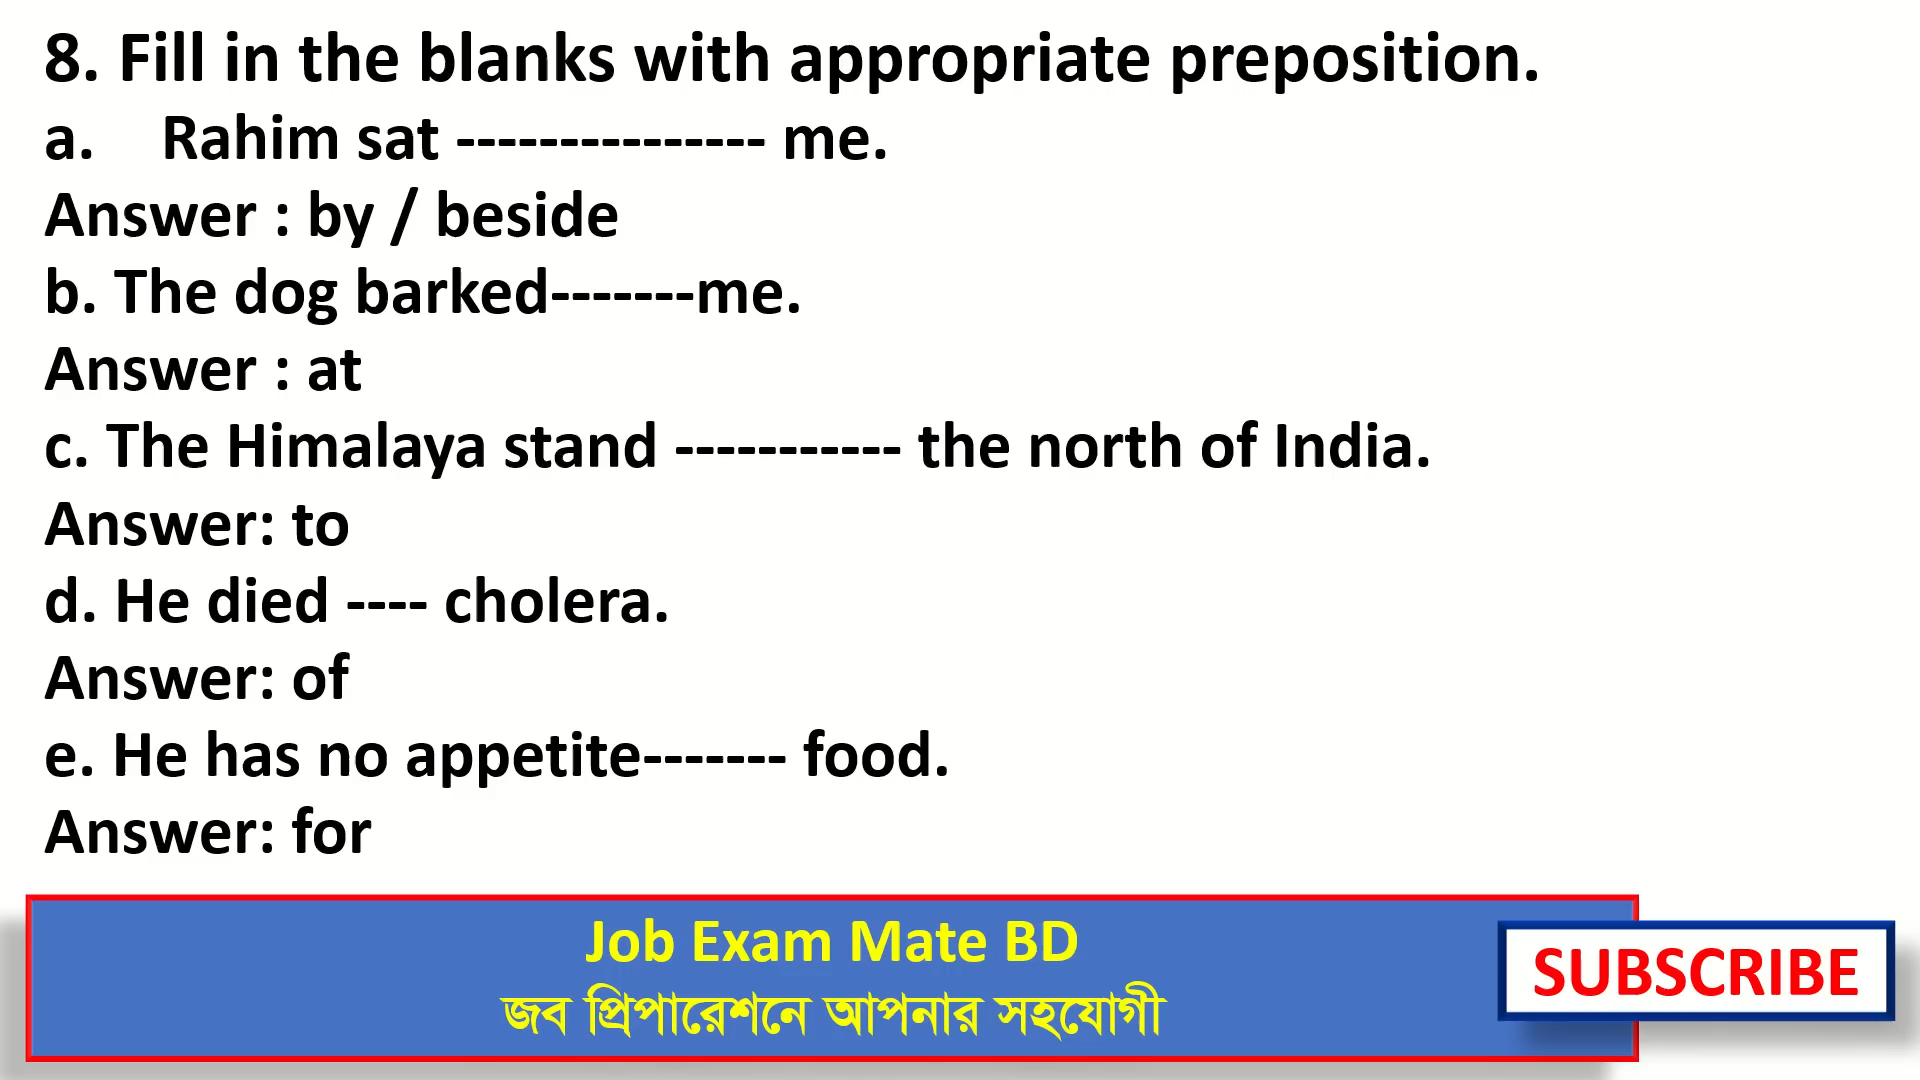 8. Fill in the blanks with appropriate preposition.
a. Rahim sat --------------- me.
Answer : by / beside
b. The dog barked-------me.
Answer : at
c. The Himalaya stand ----------- the north of India.
Answer: to
d. He died ---- cholera.
Answer: of
e. He has no appetite------- food.
Answer: for
Job Exam Mate BD
জব প্রিপারেশনে আপনার সহযোগী
SUBSCRIBE